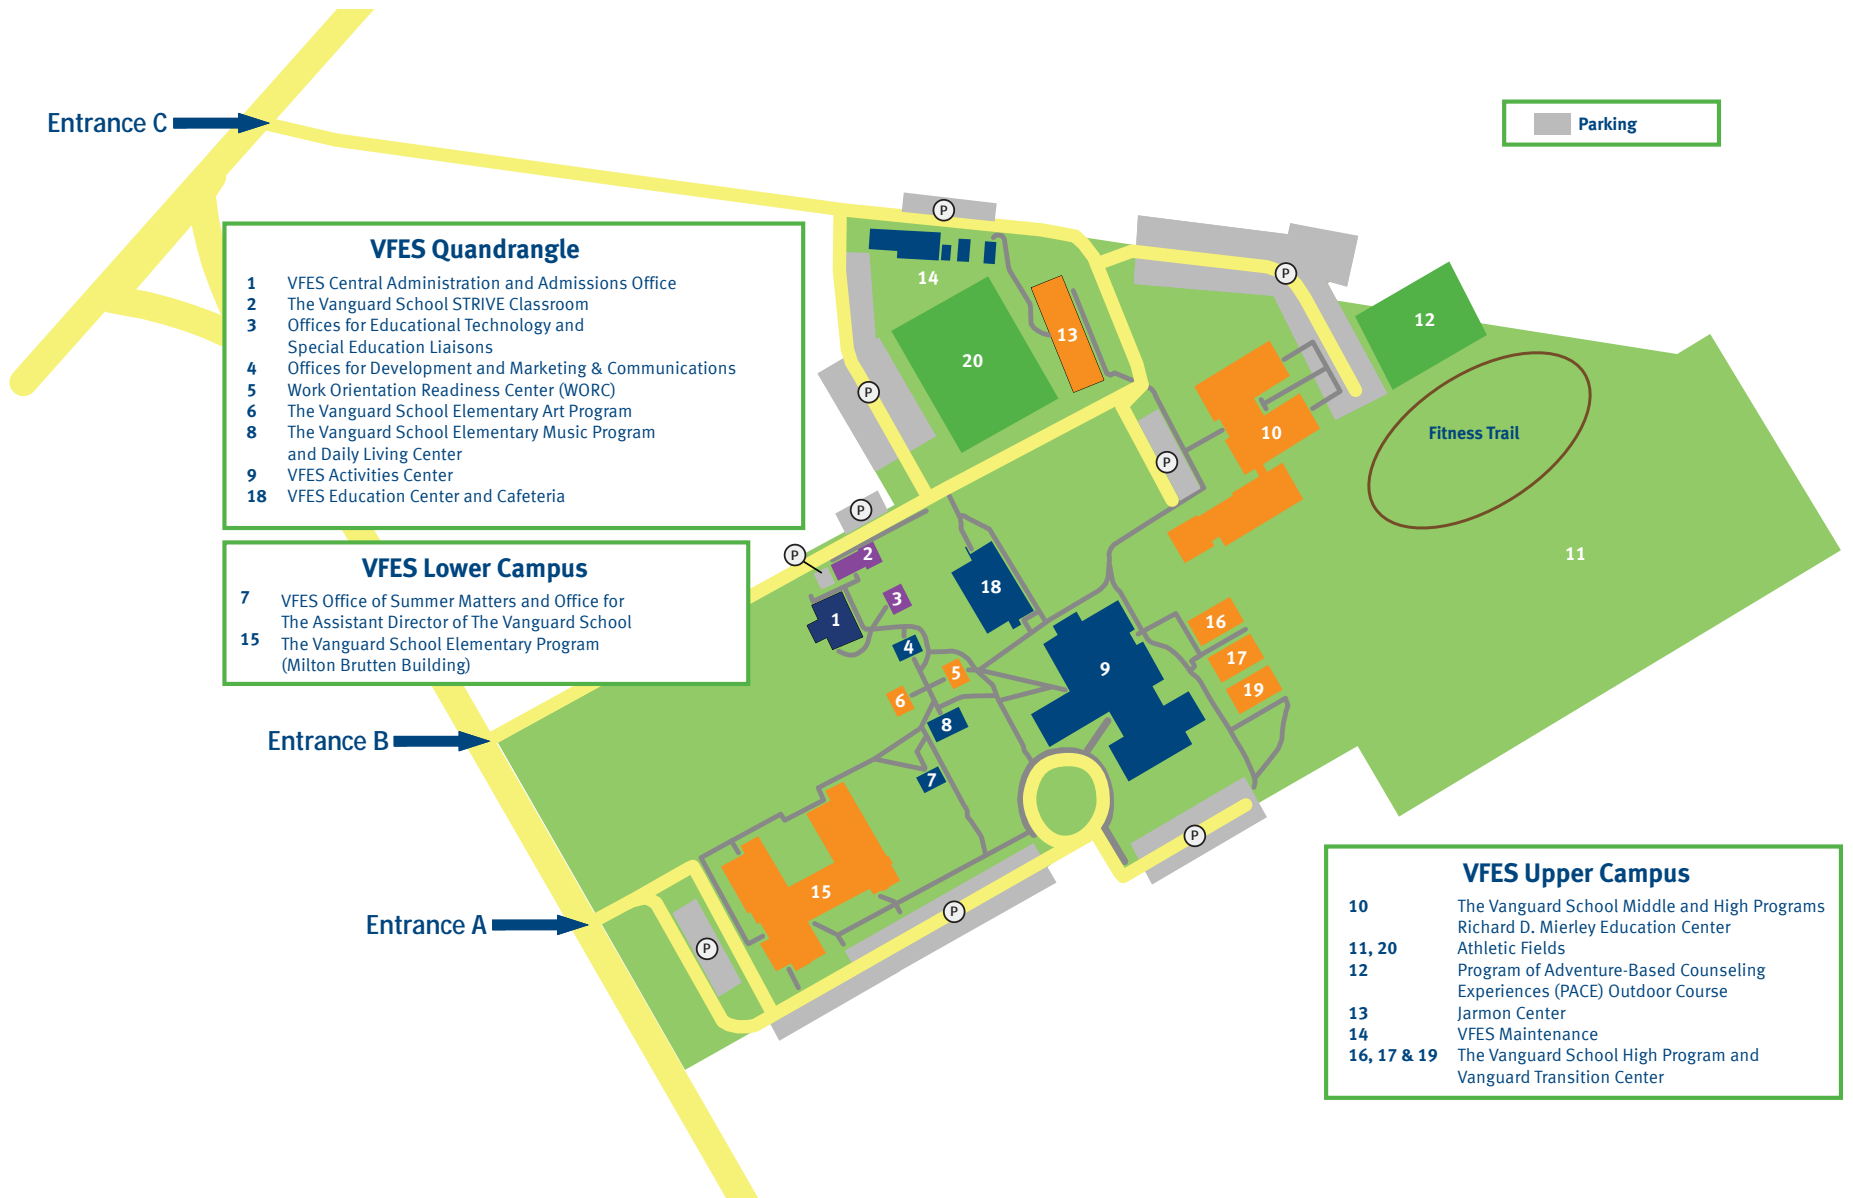 Entrance C
Parking
P
VFES Quandrangle
1 VFES Central Administration and Admissions Office
2 The Vanguard School STRIVE Classroom
3 Offices for Educational Technology and
Special Education Liaisons
4 Offices for Development and Marketing & Communications
5 Work Orientation Readiness Center (WORC)
6 The Vanguard School Elementary Art Program
8 The Vanguard School Elementary Music Program
and Daily Living Center
9 VFES Activities Center
18 VFES Education Center and Cafeteria
14
P
12
13
20
P
10
Fitness Trail
P
P
11
P
2
18
3
1
16
4
17
9
5
19
6
8
7
VFES Lower Campus
7 VFES Office of Summer Matters and Office for
The Assistant Director of The Vanguard School
15 The Vanguard School Elementary Program
(Milton Brutten Building)
Entrance B
P
15
P
Entrance A
P
VFES Upper Campus
10 The Vanguard School Middle and High Programs
Richard D. Mierley Education Center
11, 20 Athletic Fields
12 Program of Adventure-Based Counseling
Experiences (PACE) Outdoor Course
13 Jarmon Center
14 VFES Maintenance
16, 17 & 19 The Vanguard School High Program and
Vanguard Transition Center